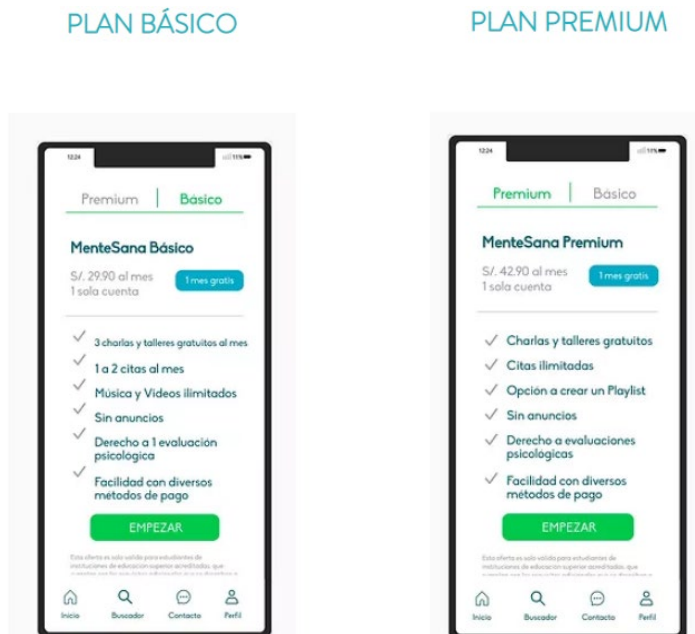 PLAN BÁSICO
12:24
11%
Premium
Básico
MenteSana Básico
S/. 29.90 al mes
1 sola cuenta
1 mes gratis
3 charlas y talleres gratuitos al mes
1 a 2 citas al mes
Música y Videos ilimitados
Sin anuncios
Derecho a 1 evaluación
psicológica
Facilidad con diversos
métodos de pago
EMPEZAR
Esta oferta es solo valida para estudiantes de
instituciones de educación superior acreditadas, que
Inicio
Buscador
Contacto
Perfil
PLAN PREMIUM
12:24
11%
Premium
Básico
MenteSana Premium
S/. 42.90 al mes
1 sola cuenta
1 mes gratis
Charlas y talleres gratuitos
Citas ilimitadas
Opción a crear un Playlist
Sin anuncios
Derecho a evaluaciones
psicológicas
Facilidad con diversos
métodos de pago
EMPEZAR
Esta oferta es solo valida para estudiantes de
instituciones de educación superior acreditadas, que
Inicio
Buscador
Contacto
Perfil